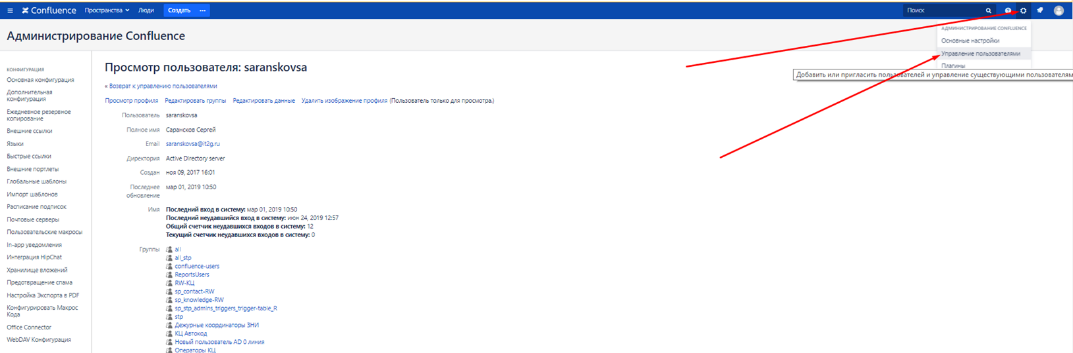 Confluence Пространства Люди Создать ... Поиск
АДМИНИСТРИРОВАНИЕ CONFLUENCE
Основные настройки
Управление пользователями
Плагины
Добавить или пригласить пользователей и управление существующими пользователям
Администрирование Confluence
КОНФИГУРАЦИЯ
Основная конфигурация
Дополнительная
конфигурация
Ежедневное резервное
копирование
Внешние ссылки
Языки
Быстрые ссылки
Внешние портлеты
Глобальные шаблоны
Импорт шаблонов
Расписание подписок
Почтовые серверы
Пользовательские макросы
In-app уведомления
Интеграция HipChat
Хранилище вложений
Предотвращение спама
Настройка Экспорта в PDF
Конфигурировать Макрос
Кода
Office Connector
WebDAV Конфигурация
Просмотр пользователя: saranskovsa
« Возврат к управлению пользователями
Просмотр профиля Редактировать группы Редактировать данные Удалить изображение профиля (Пользователь только для просмотра.)
Пользователь saranskovsa
Полное имя Сарансков Сергей
Email saranskovsa@it2g.ru
Директория Active Directory server
Создан ноя 09, 2017 16:01
Последнее обновление мар 01, 2019 10:50
Имя Последний вход в систему: мар 01, 2019 10:50
Последний неудавшийся вход в систему: июн 24, 2019 12:57
Общий счетчик неудавшихся входов в систему: 12
Текущий счетчик неудавшихся входов в систему: 0
Группы all
all_stp
confluence-users
ReportsUsers
RW-КЦ
sp_contact-RW
sp_knowledge-RW
sp_stp_admins_triggers_trigger-table_R
stp
Дежурные координаторы ЗНИ
КЦ Автокод
Новый пользователь AD 0 линия
Операторы КЦ